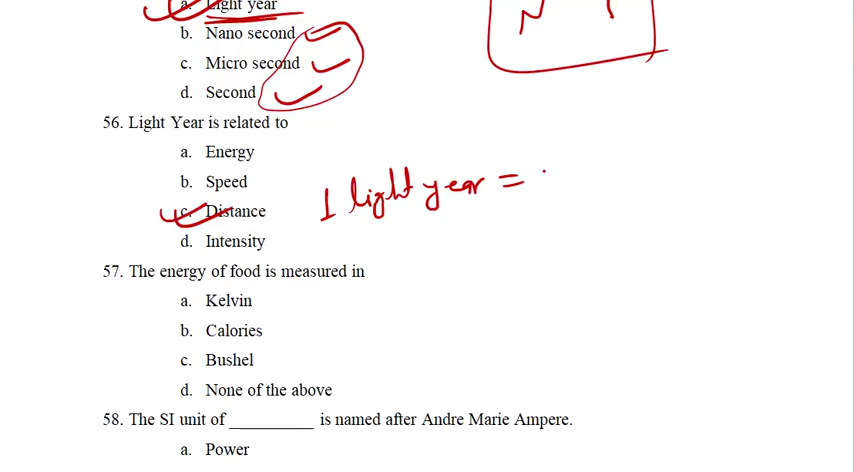 a. Light year
b. Nano second
c. Micro second
d. Second
56. Light Year is related to
a. Energy
b. Speed
c. Distance
d. Intensity
1 light year =
57. The energy of food is measured in
a. Kelvin
b. Calories
c. Bushel
d. None of the above
58. The SI unit of __________ is named after Andre Marie Ampere.
a. Power